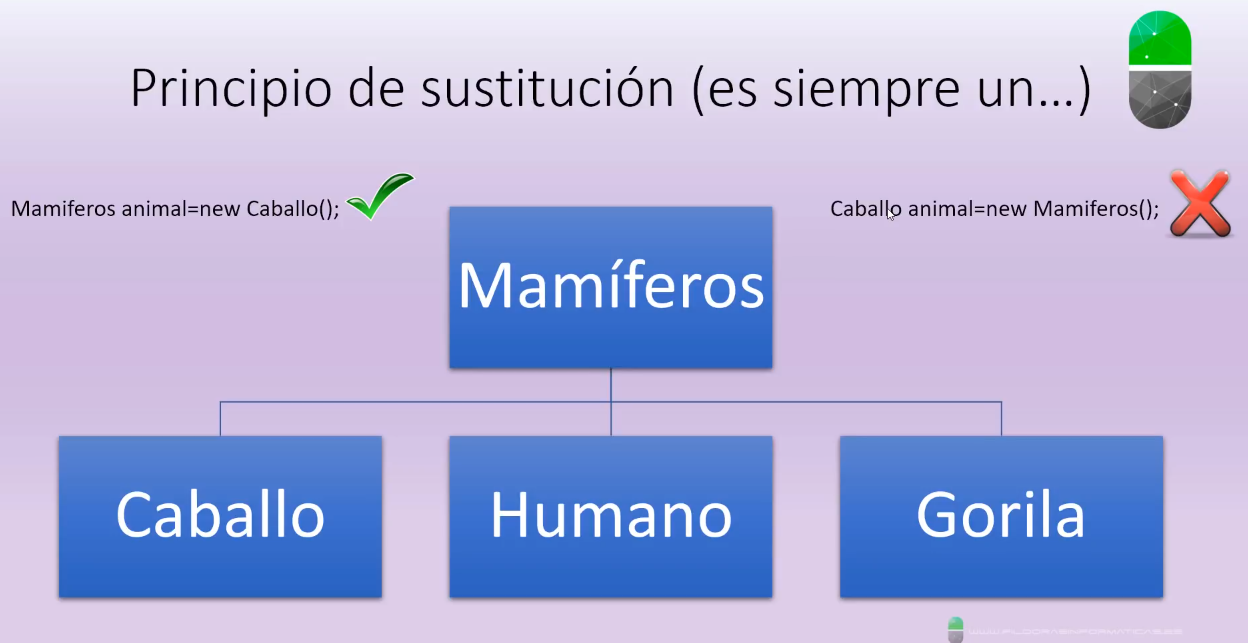 Principio de sustitución (es siempre un...)
Mamiferos animal=new Caballo();
Caballo animal=new Mamiferos();
Mamíferos
Caballo
Humano
Gorila